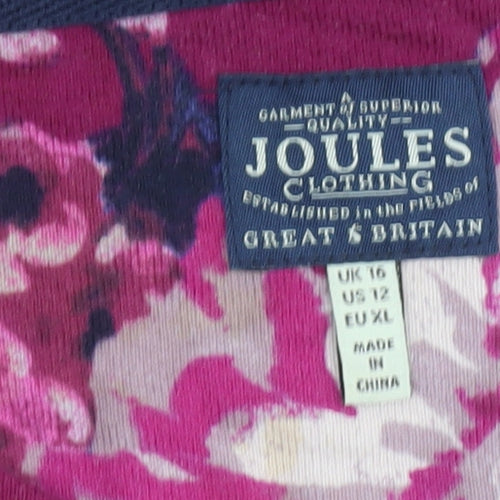 GARMENT of SUPERIOR
QUALITY
JOULES
CLOTHING
ESTABLISHED in the FIELDS of
GREAT & BRITAIN
UK 16
US 12
EU XL
MADE
IN
CHINA